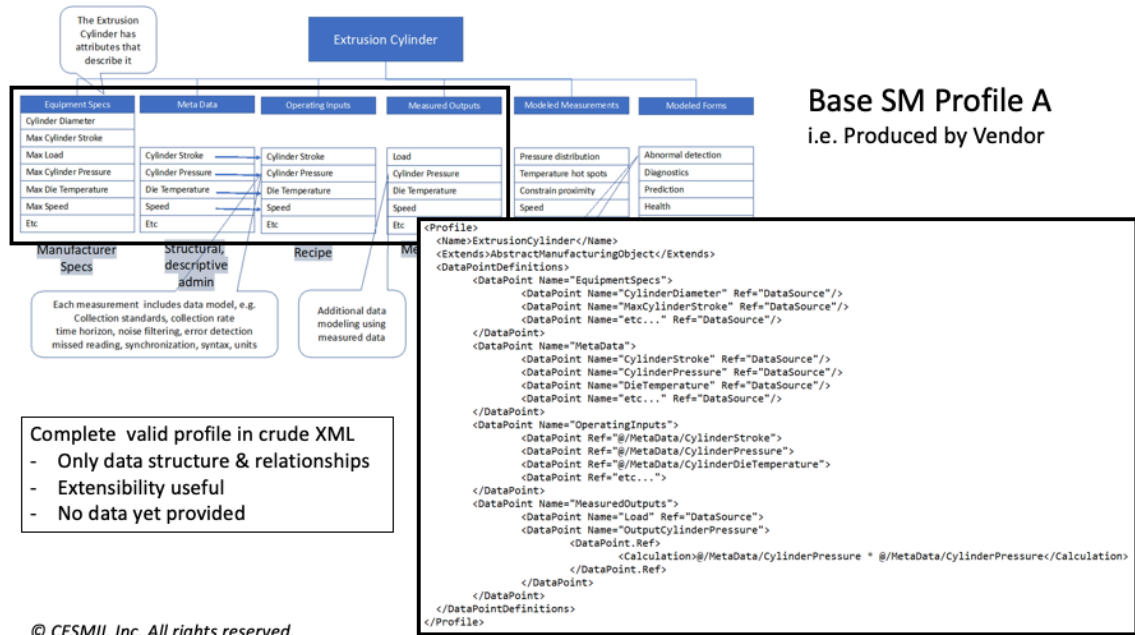 The Extrusion
Cylinder has
attributes that
describe it
Extrusion Cylinder
Base SM Profile A
i.e. Produced by Vendor
Equipment Specs
Cylinder Diameter
Max Cylinder Stroke
Max Load
Max Cylinder Pressure
Max Die Temperature
Max Speed
Etc
Meta Data
Cylinder Stroke
Cylinder Pressure
Die Temperature
Speed
Etc
Operating Inputs
Cylinder Stroke
Cylinder Pressure
Die Temperature
Speed
Etc
Measured Outputs
Load
Cylinder Pressure
Die Temperature
Speed
Etc
Modeled Measurements
Pressure distribution
Temperature hot spots
Constrain proximity
Speed
Modeled Forms
Abnormal detection
Diagnostics
Prediction
Health
Manufacturer
Specs
Structural,
descriptive
admin
Recipe
Me
Each measurement includes data model, e.g.
Collection standards, collection rate
time horizon, noise filtering, error detection
missed reading, synchronization, syntax, units
Additional data
modeling using
measured data
Complete valid profile in crude XML
- Only data structure & relationships
- Extensibility useful
- No data yet provided
<Profile>
<Name>ExtrusionCylinder</Name>
<Extends>AbstractManufacturingObject</Extends>
<DataPointDefinitions>
<DataPoint Name="EquipmentSpecs">
<DataPoint Name="CylinderDiameter" Ref="DataSource"/>
<DataPoint Name="MaxCylinderStroke" Ref="DataSource"/>
<DataPoint Name="etc..." Ref="DataSource"/>
</DataPoint>
<DataPoint Name="MetaData">
<DataPoint Name="CylinderStroke" Ref="DataSource"/>
<DataPoint Name="CylinderPressure" Ref="DataSource"/>
<DataPoint Name="DieTemperature" Ref="DataSource"/>
<DataPoint Name="etc..." Ref="DataSource"/>
</DataPoint>
<DataPoint Name="OperatingInputs">
<DataPoint Ref="@/MetaData/CylinderStroke">
<DataPoint Ref="@/MetaData/CylinderPressure">
<DataPoint Ref="@/MetaData/CylinderDieTemperature">
<DataPoint Ref="etc...">
</DataPoint>
<DataPoint Name="MeasuredOutputs">
<DataPoint Name="Load" Ref="DataSource">
<DataPoint Name="OutputCylinderPressure">
<DataPoint.Ref>
<Calculation>@/MetaData/CylinderPressure * @/MetaData/CylinderPressure</Calculation>
</DataPoint.Ref>
</DataPoint>
</DataPoint>
</DataPointDefinitions>
</Profile>
© CESMII, Inc. All rights reserved